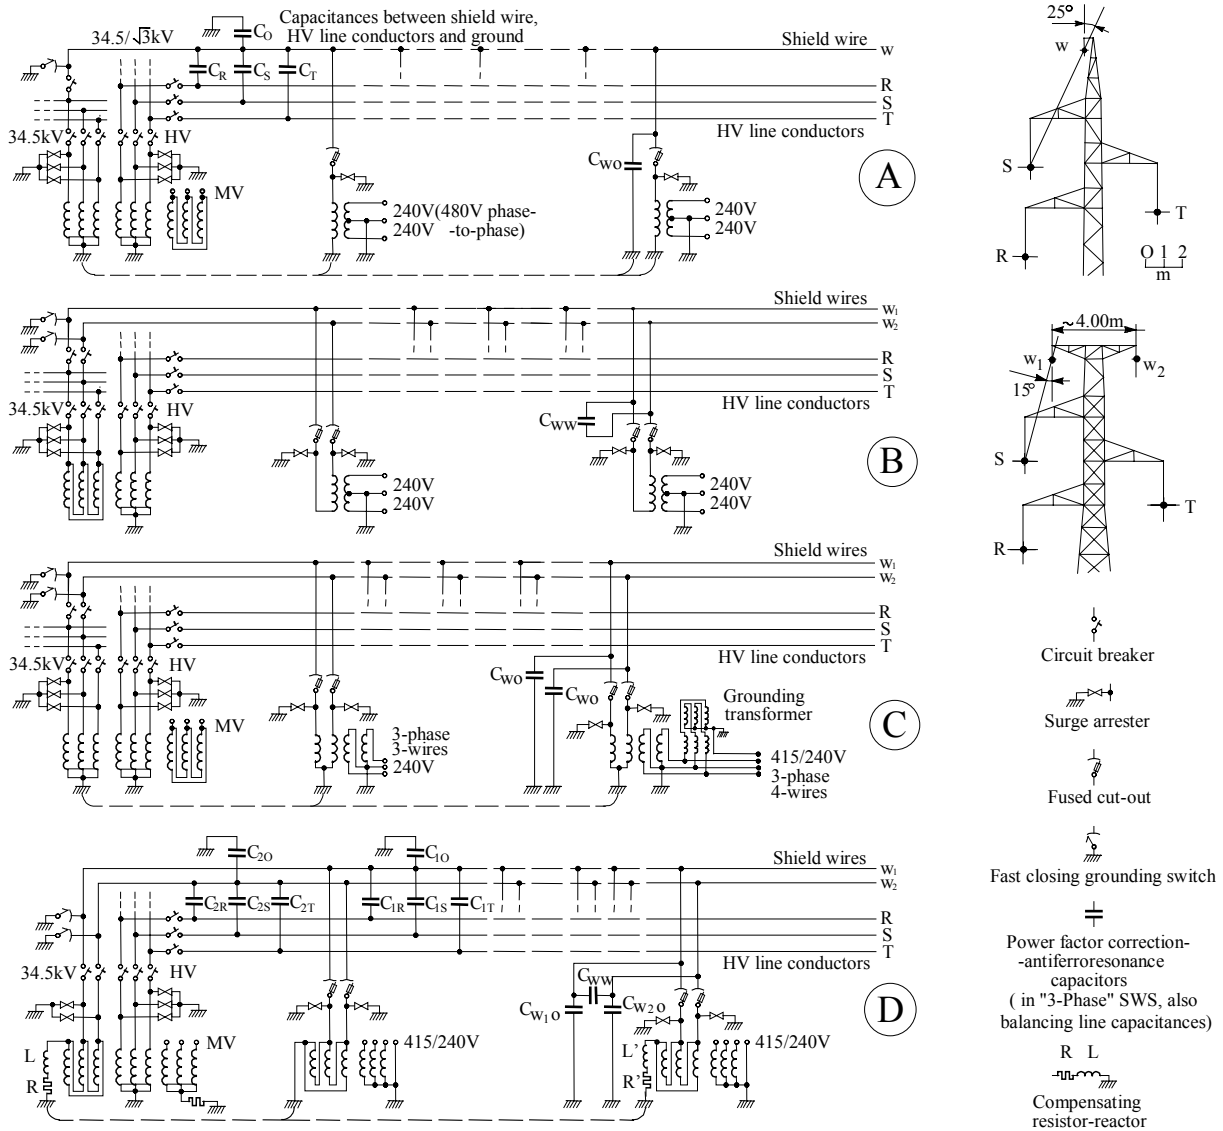 Capacitances between shield wire,
HV line conductors and ground
34.5/√3kV
C_O
Shield wire
w
C_R
C_S
C_T
R
S
T
HV line conductors
34.5kV
HV
MV
C_WO
A
240V(480V phase-
240V -to-phase)
240V
240V
Shield wires
w₁
w₂
R
S
T
HV line conductors
34.5kV
HV
C_WW
B
240V
240V
240V
240V
Shield wires
w₁
w₂
R
S
T
HV line conductors
34.5kV
HV
MV
C_WO
C_WO
Grounding
transformer
C
3-phase
3-wires
240V
415/240V
3-phase
4-wires
C_2O
C_1O
Shield wires
w₁
w₂
C_2R
C_2S
C_2T
C_1R
C_1S
C_1T
R
S
T
HV line conductors
34.5kV
HV
C_WW
C_W₁O
C_W₂O
D
MV
L
R
415/240V
L'
R'
415/240V
25°
w
S
T
R
O 1 2
m
~4.00m
w₁
w₂
15°
S
T
R
Circuit breaker
Surge arrester
Fused cut-out
Fast closing grounding switch
Power factor correction-
-antiferroresonance
capacitors
( in "3-Phase" SWS, also
balancing line capacitances)
R L
Compensating
resistor-reactor